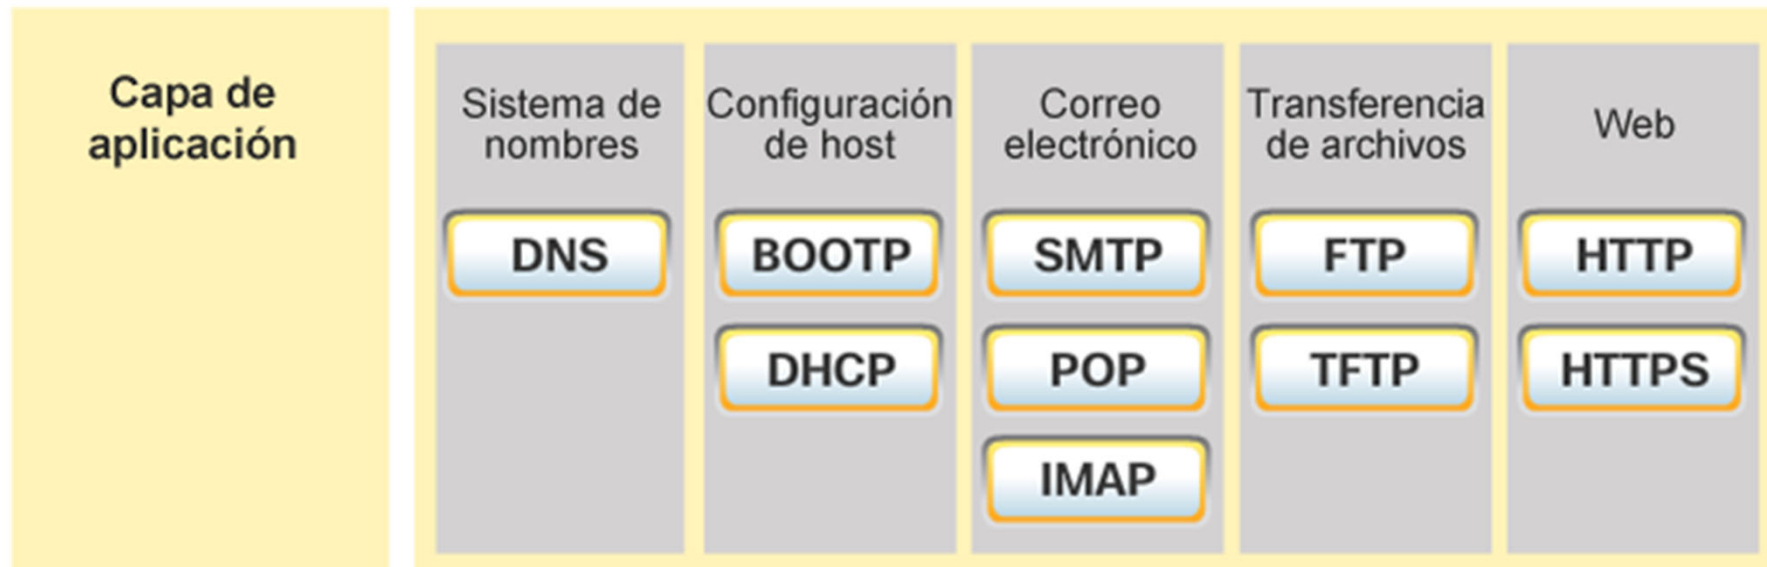 Capa de
aplicación
Sistema de
nombres
DNS
Configuración
de host
BOOTP
DHCP
Correo
electrónico
SMTP
POP
IMAP
Transferencia
de archivos
FTP
TFTP
Web
HTTP
HTTPS